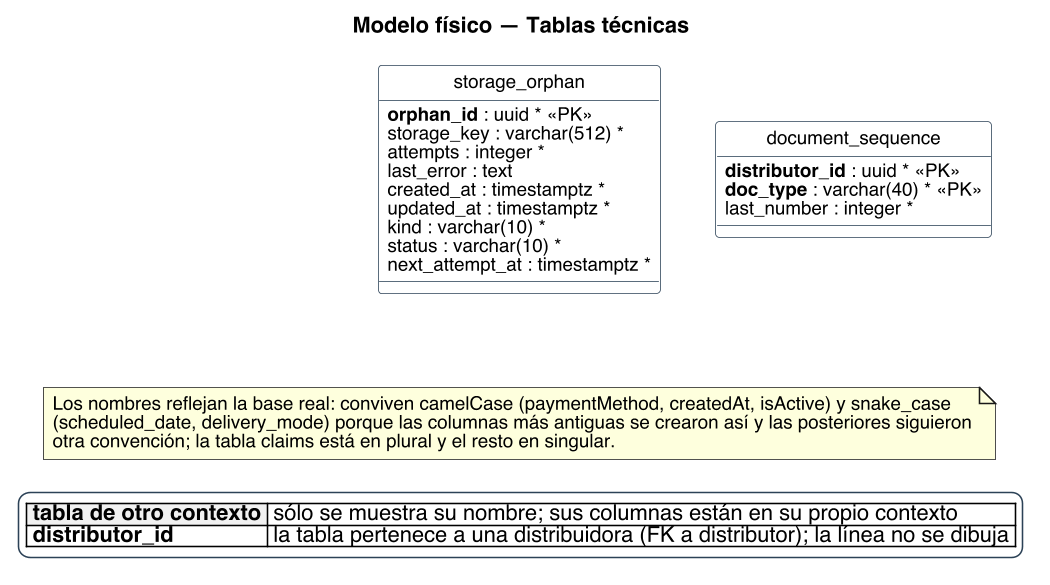 Modelo físico — Tablas técnicas
storage_orphan
orphan_id : uuid * «PK»
storage_key : varchar(512) *
attempts : integer *
last_error : text
created_at : timestamptz *
updated_at : timestamptz *
kind : varchar(10) *
status : varchar(10) *
next_attempt_at : timestamptz *
document_sequence
distributor_id : uuid * «PK»
doc_type : varchar(40) * «PK»
last_number : integer *
Los nombres reflejan la base real: conviven camelCase (paymentMethod, createdAt, isActive) y snake_case
(scheduled_date, delivery_mode) porque las columnas más antiguas se crearon así y las posteriores siguieron
otra convención; la tabla claims está en plural y el resto en singular.
tabla de otro contexto sólo se muestra su nombre; sus columnas están en su propio contexto
distributor_id la tabla pertenece a una distribuidora (FK a distributor); la línea no se dibuja